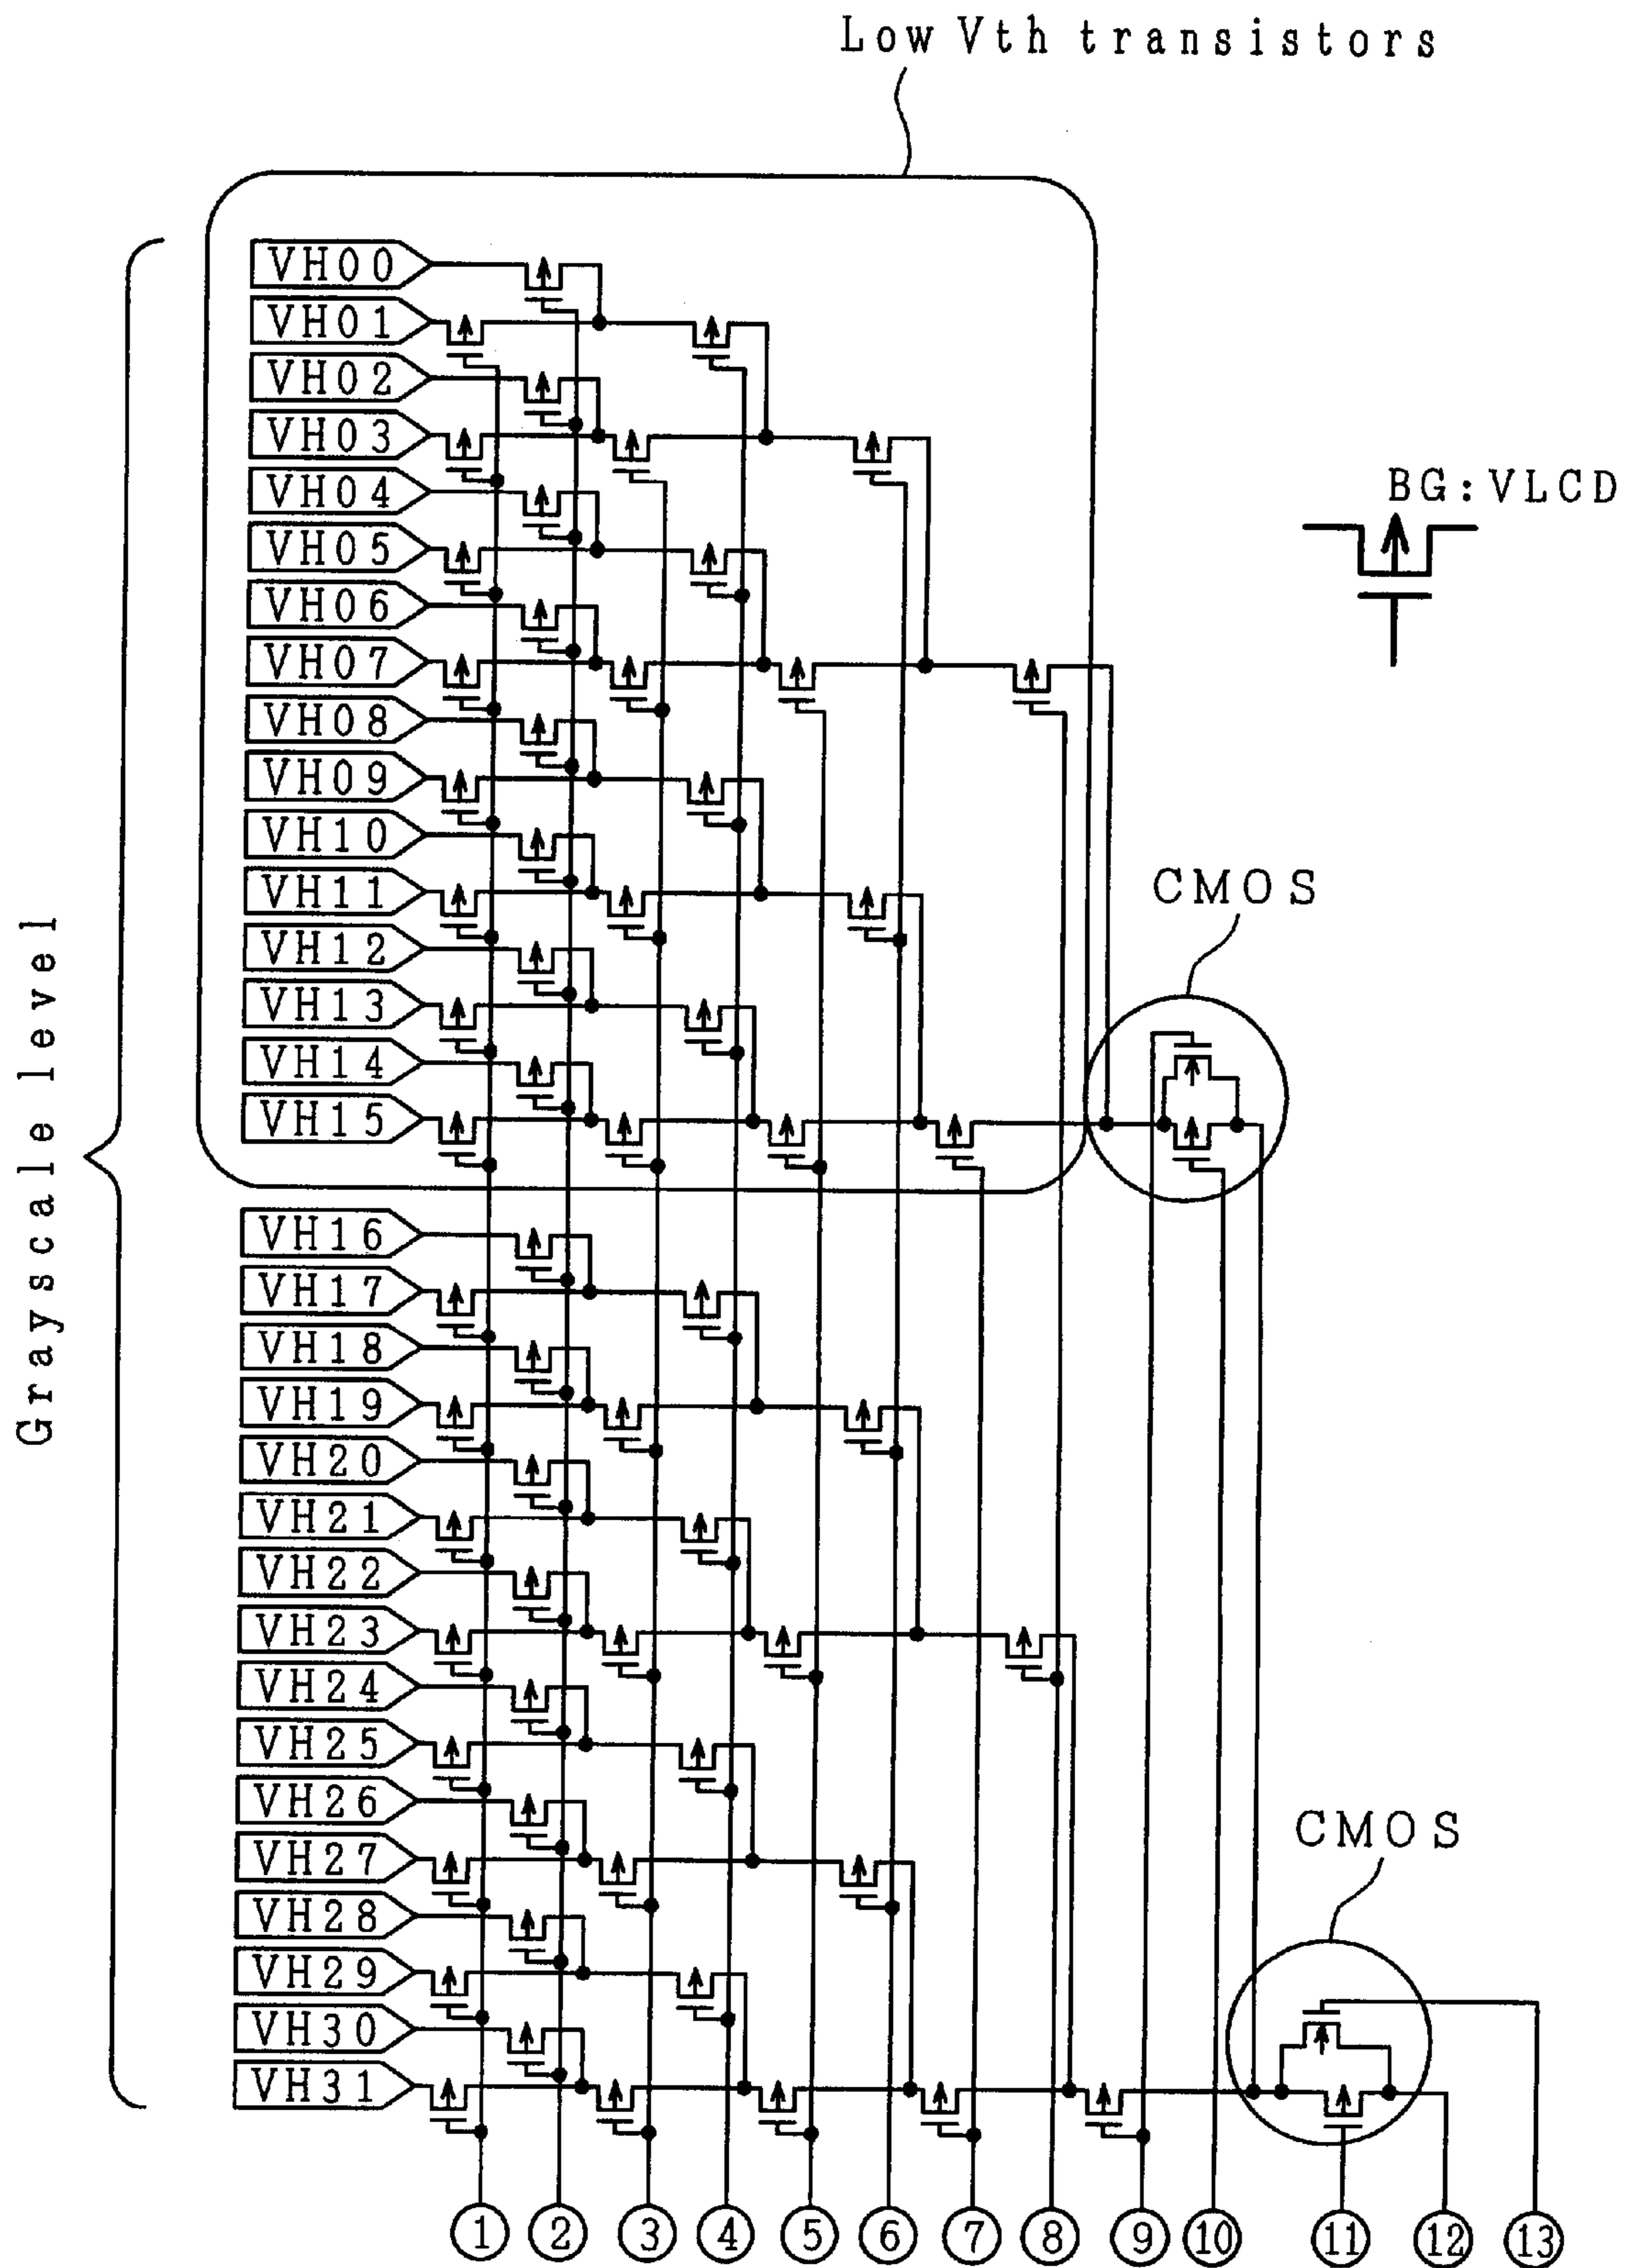 Low Vth transistors
VH00
VH01
VH02
VH03
VH04
BG:VLCD
VH05
VH06
VH07
VH08
VH09
VH10
VH11
CMOS
VH12
VH13
VH14
VH15
Grayscale level
VH16
VH17
VH18
VH19
VH20
VH21
VH22
VH23
VH24
VH25
VH26
VH27
CMOS
VH28
VH29
VH30
VH31
1 2 3 4 5 6 7 8 9 10 11 12 13